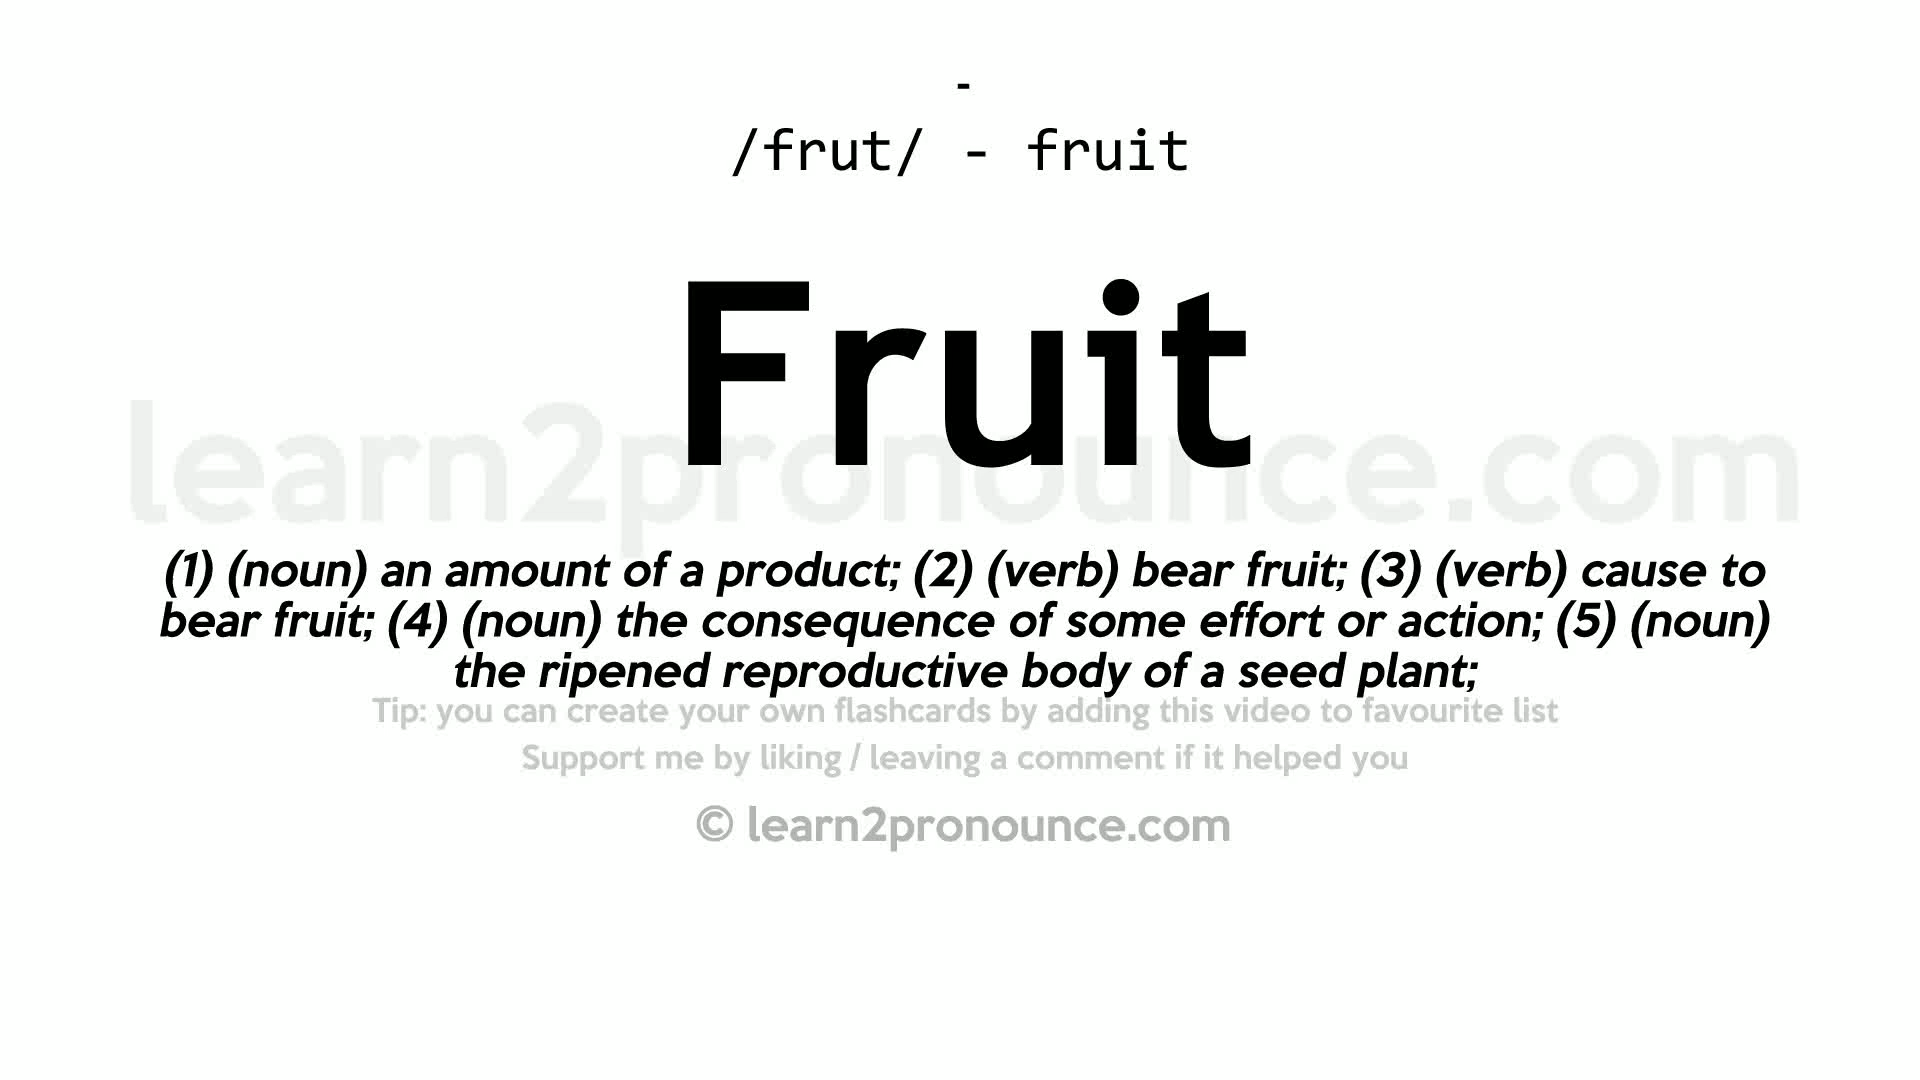 -
/frut/ - fruit
Fruit
learn2pronounce.com
(1) (noun) an amount of a product; (2) (verb) bear fruit; (3) (verb) cause to
bear fruit; (4) (noun) the consequence of some effort or action; (5) (noun)
the ripened reproductive body of a seed plant;
Tip: you can create your own flashcards by adding this video to favourite list
Support me by liking / leaving a comment if it helped you
© learn2pronounce.com